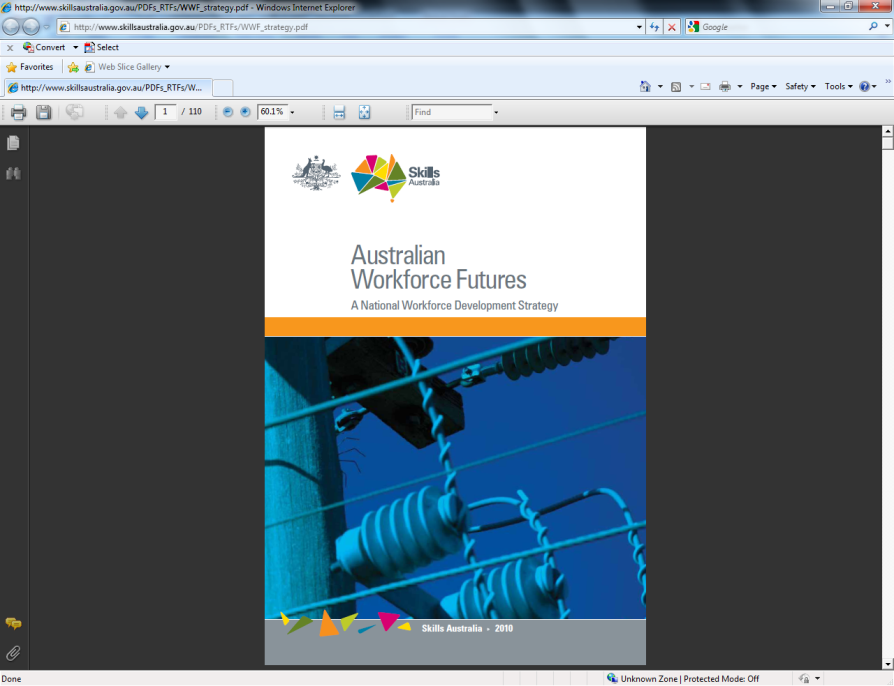 http://www.skillsaustralia.gov.au/PDFs_RTFs/WWF_strategy.pdf - Windows Internet Explorer
http://www.skillsaustralia.gov.au/PDFs_RTFs/WWF_strategy.pdf
Google
x Convert Select
Favorites Web Slice Gallery
http://www.skillsaustralia.gov.au/PDFs_RTFs/W...
Page Safety Tools
1 / 110 60.1% Find
Skills
Australia
Australian
Workforce Futures
A National Workforce Development Strategy
Skills Australia • 2010
Done
Unknown Zone | Protected Mode: Off